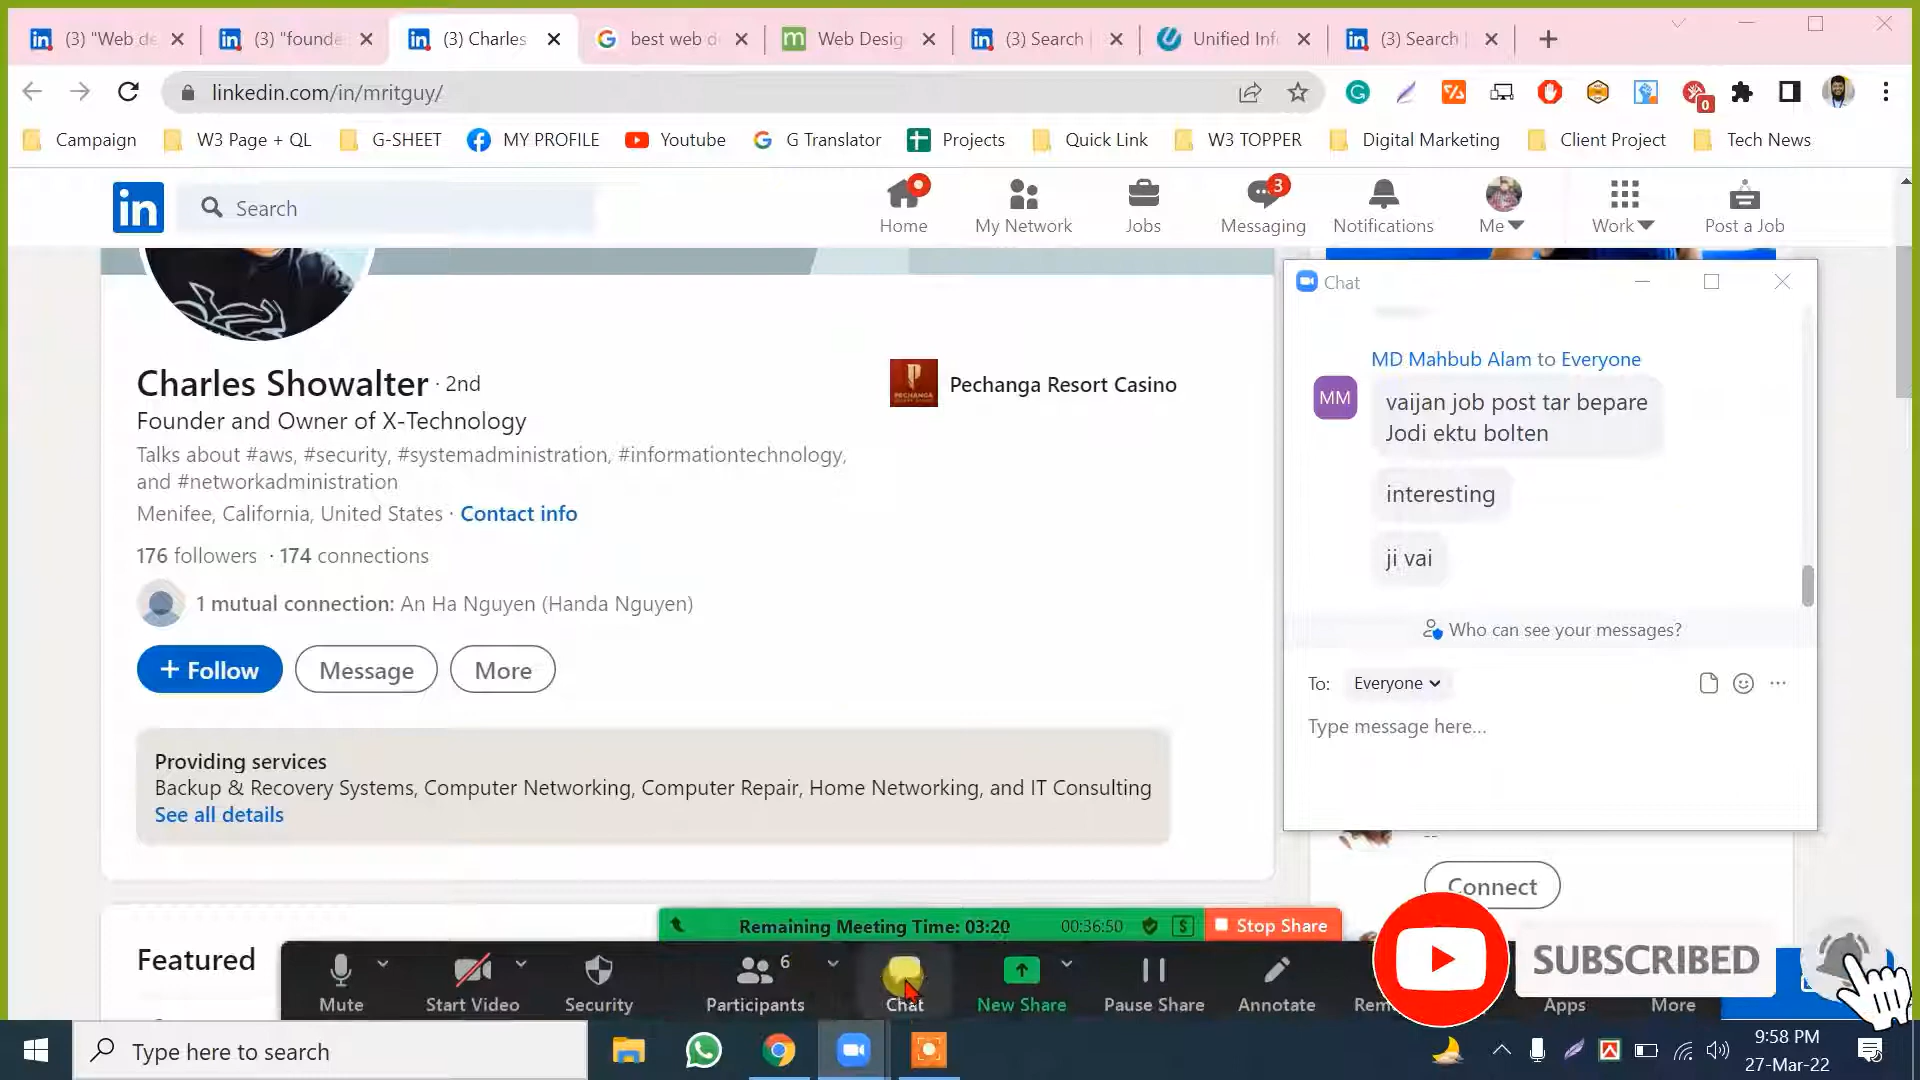 (3) "Web de
(3) "founde
(3) Charles
best web d
Web Desig
(3) Search
Unified Inf
(3) Search
linkedin.com/in/mritguy/
0
Campaign
W3 Page + QL
G-SHEET
MY PROFILE
Youtube
G Translator
Projects
Quick Link
W3 TOPPER
Digital Marketing
Client Project
Tech News
in
Search
Home
My Network
Jobs
3
Messaging
Notifications
Me
Work
Post a Job
Charles Showalter · 2nd
Founder and Owner of X-Technology
Talks about #aws, #security, #systemadministration, #informationtechnology,
and #networkadministration
Menifee, California, United States · Contact info
176 followers · 174 connections
1 mutual connection: An Ha Nguyen (Handa Nguyen)
+ Follow
Message
More
Pechanga Resort Casino
Providing services
Backup & Recovery Systems, Computer Networking, Computer Repair, Home Networking, and IT Consulting
See all details
Featured
Chat
MD Mahbub Alam to Everyone
MM
vaijan job post tar bepare
Jodi ektu bolten
interesting
ji vai
Who can see your messages?
To: Everyone
Type message here...
Connect
Remaining Meeting Time: 03:20
00:36:50
Stop Share
Mute
Start Video
Security
Participants
6
Chat
New Share
Pause Share
Annotate
Apps
More
SUBSCRIBED
Type here to search
9:58 PM
27-Mar-22